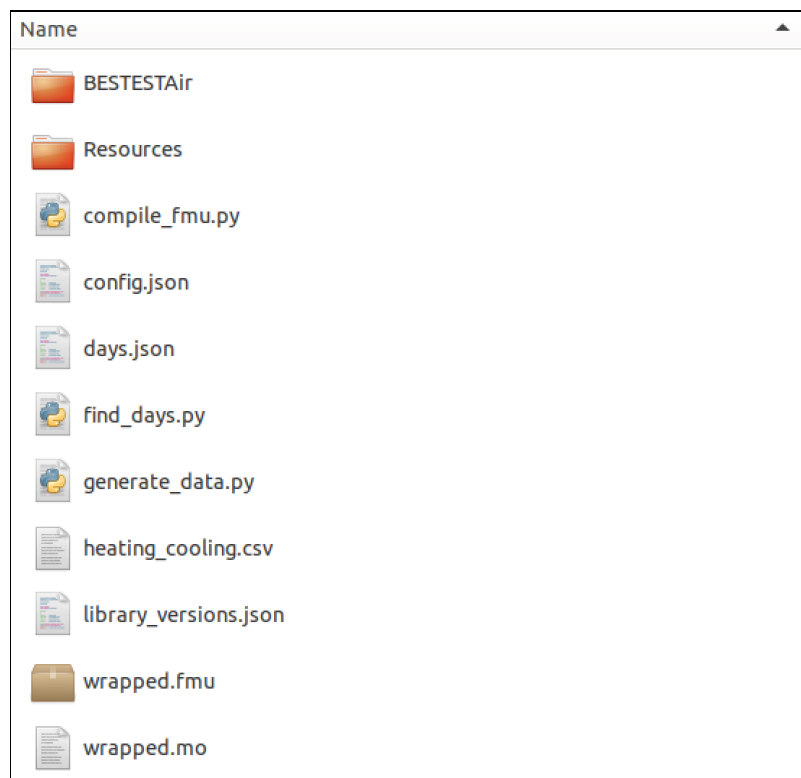 Name
BESTESTAir
Resources
compile_fmu.py
config.json
days.json
find_days.py
generate_data.py
heating_cooling.csv
library_versions.json
wrapped.fmu
wrapped.mo